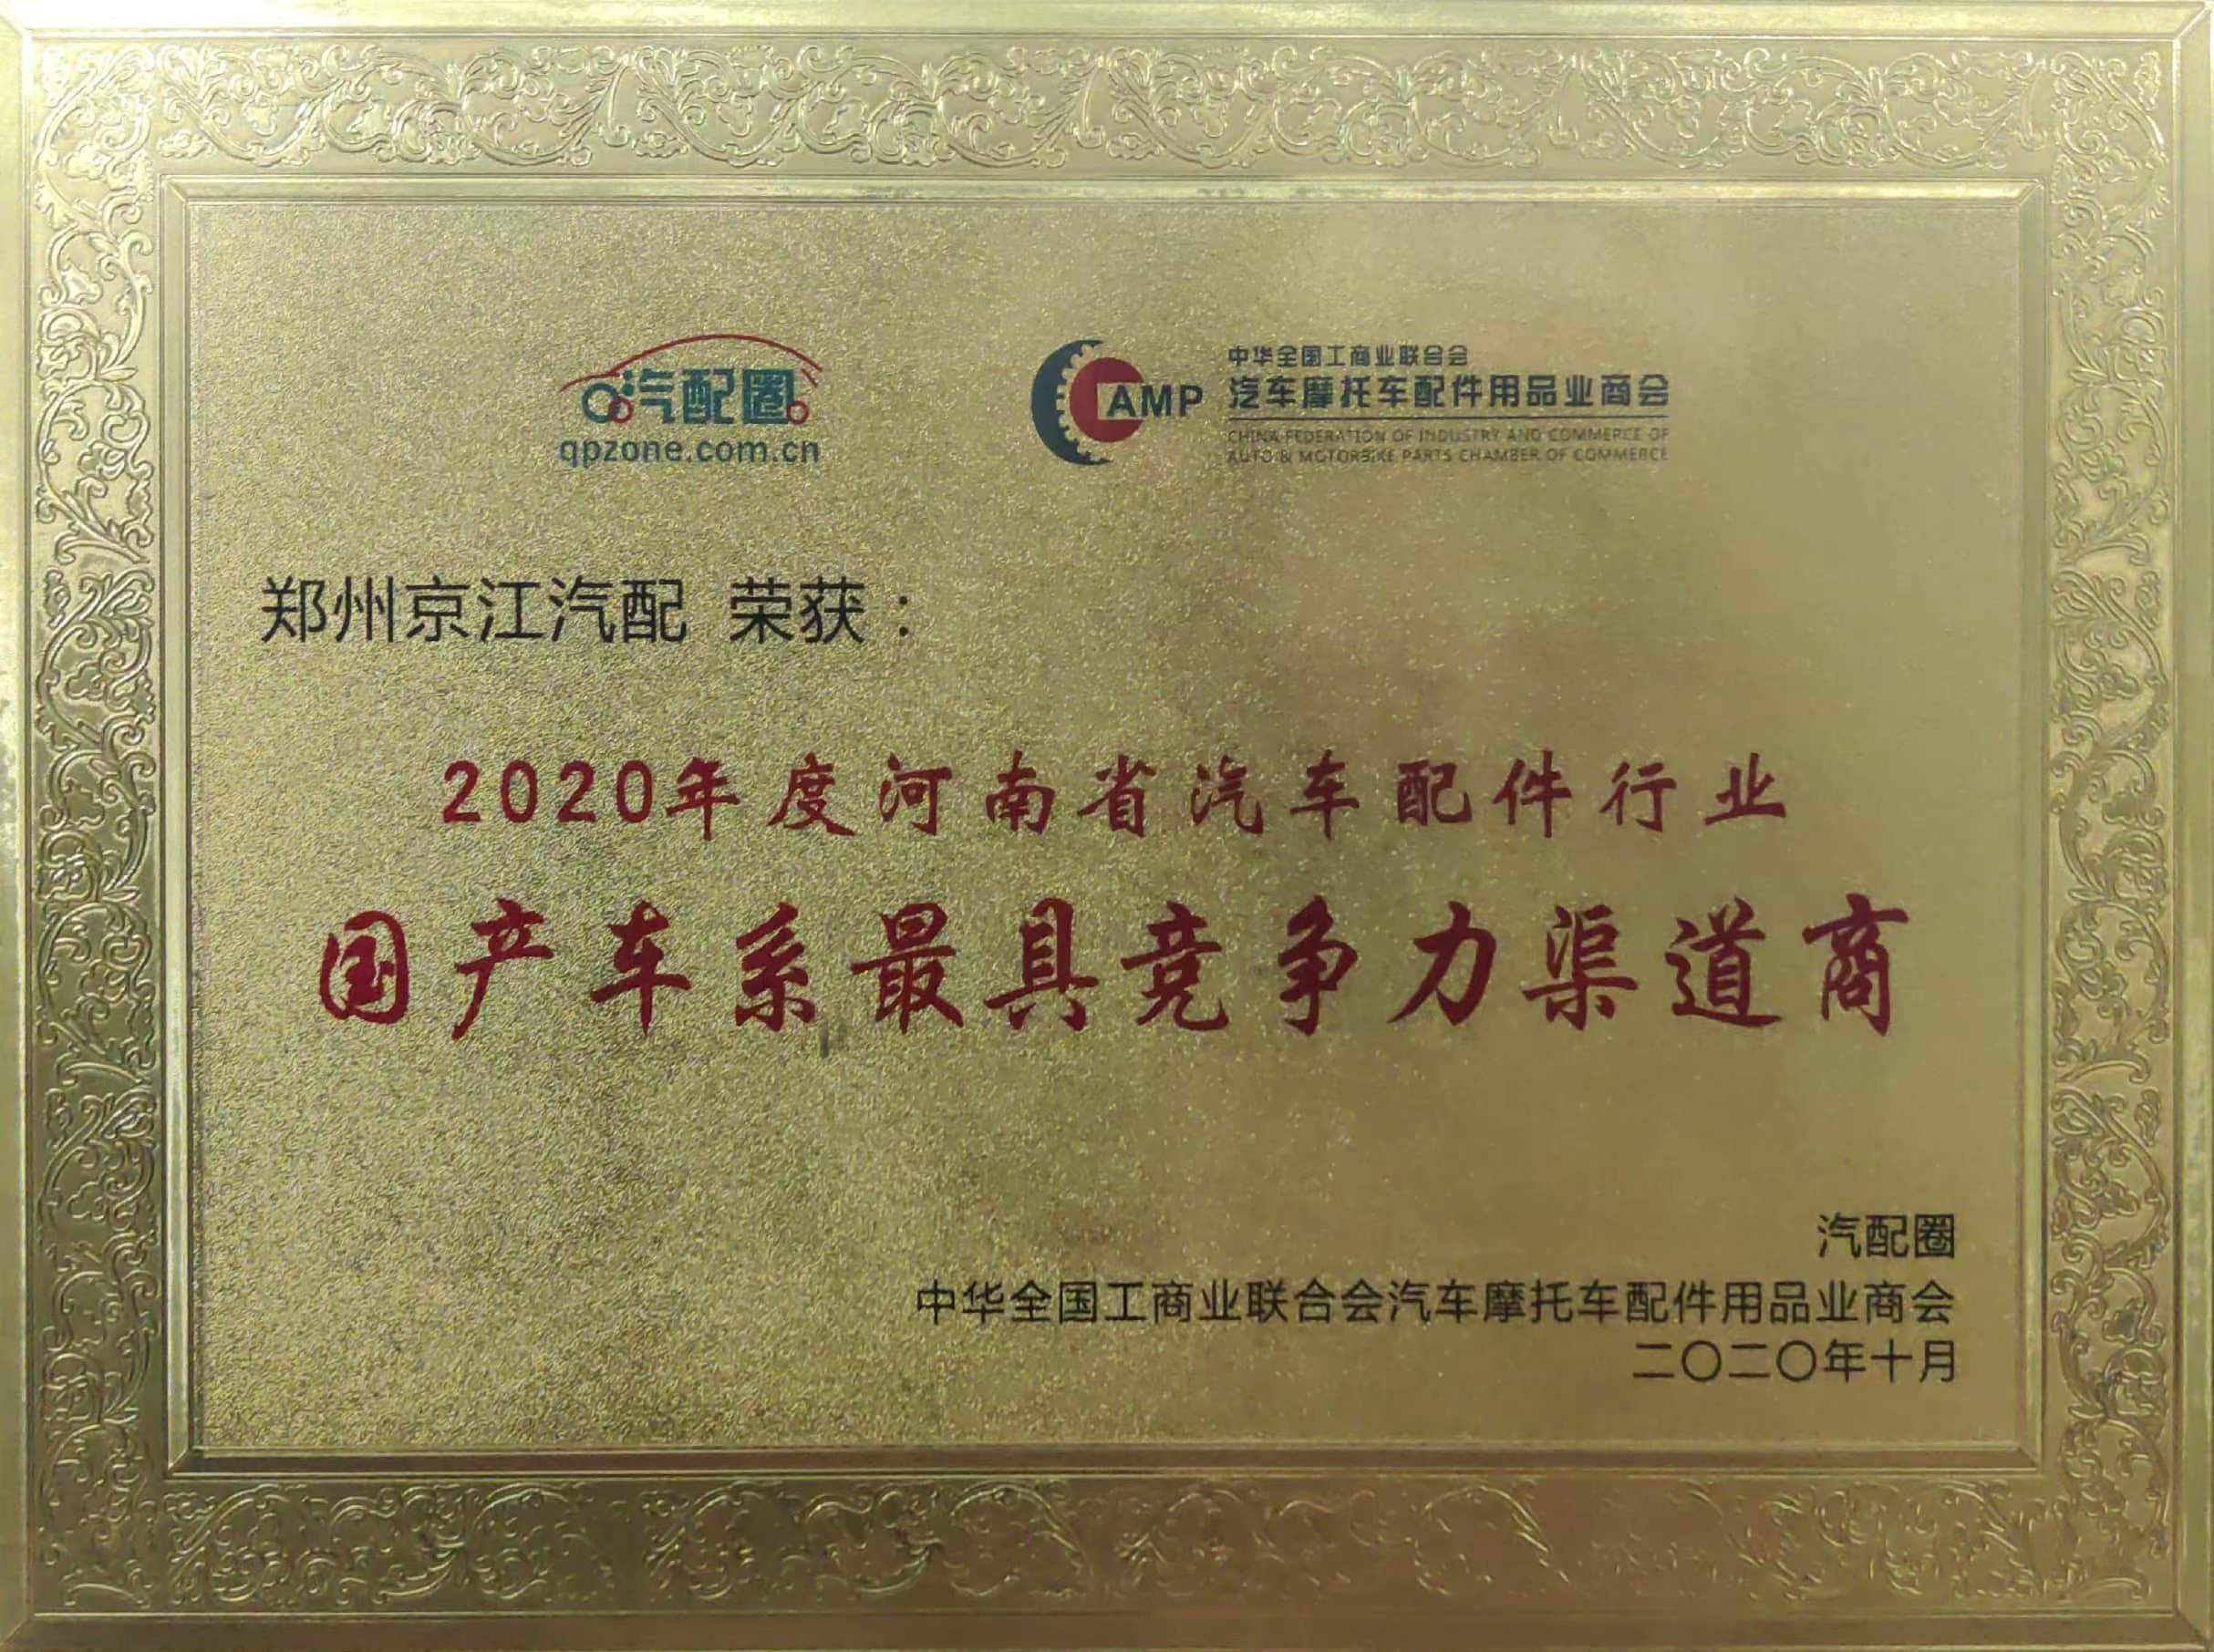 汽配圈
qpzone.com.cn
CAMP
中华全国工商业联合会
汽车摩托车配件用品业商会
CHINA FEDERATION OF INDUSTRY AND COMMERCE OF
AUTO & MOTORBIKE PARTS CHAMBER OF COMMERCE
郑州京江汽配 荣获：
2020年度河南省汽车配件行业
国产车系最具竞争力渠道商
汽配圈
中华全国工商业联合会汽车摩托车配件用品业商会
二〇二〇年十月